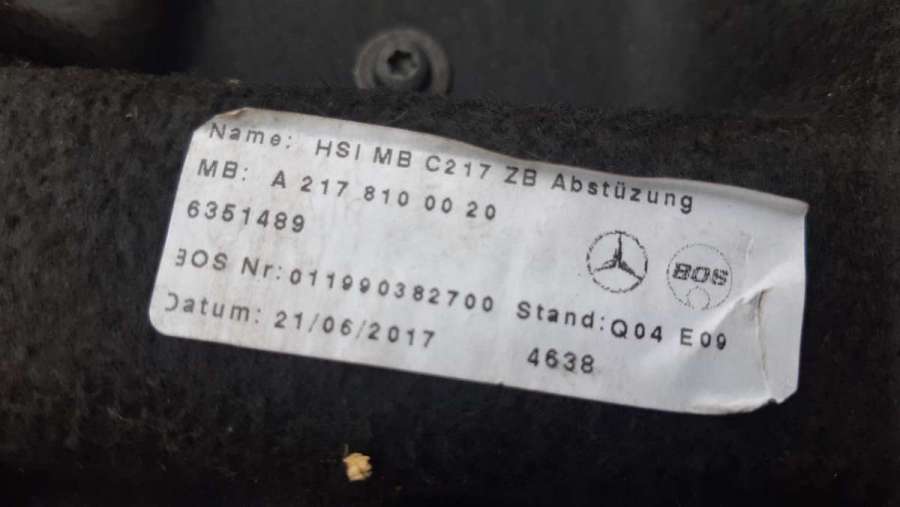 Name: HSI MB C217 ZB Abstüzung
MB: A 217 810 00 20
6351489
BOS
BOS Nr: 011990382700 Stand: Q04 E09
Datum: 21/06/2017 4638